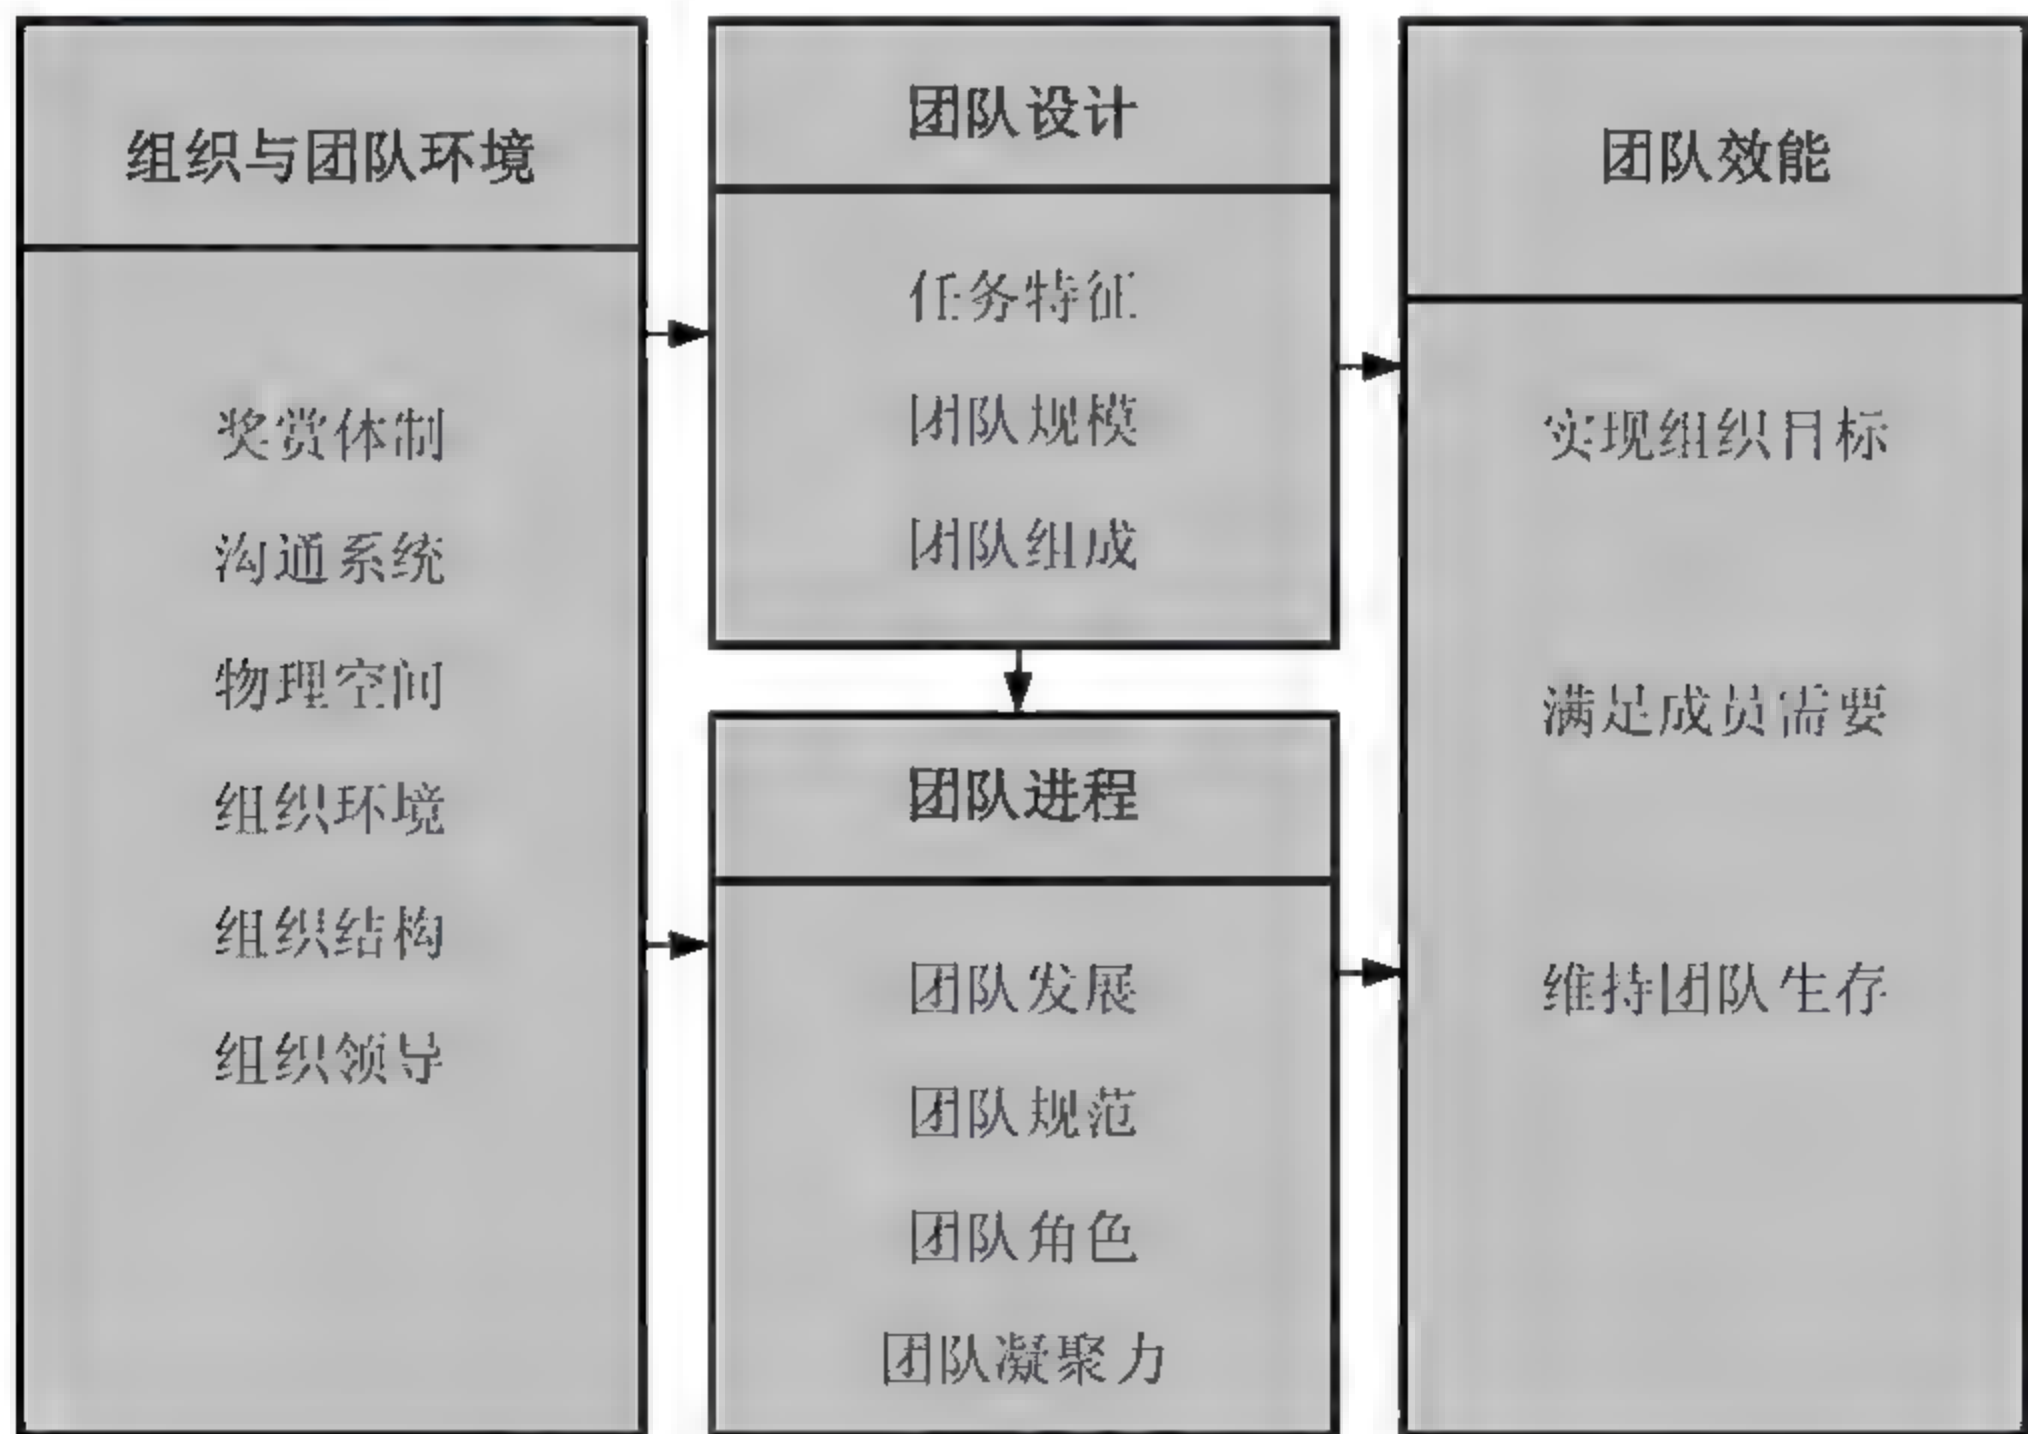 组织与团队环境
奖赏体制
沟通系统
物理空间
组织环境
组织结构
组织领导
团队设计
任务特征
团队规模
团队组成
团队进程
团队发展
团队规范
团队角色
团队凝聚力
团队效能
实现组织目标
满足成员需要
维持团队生存